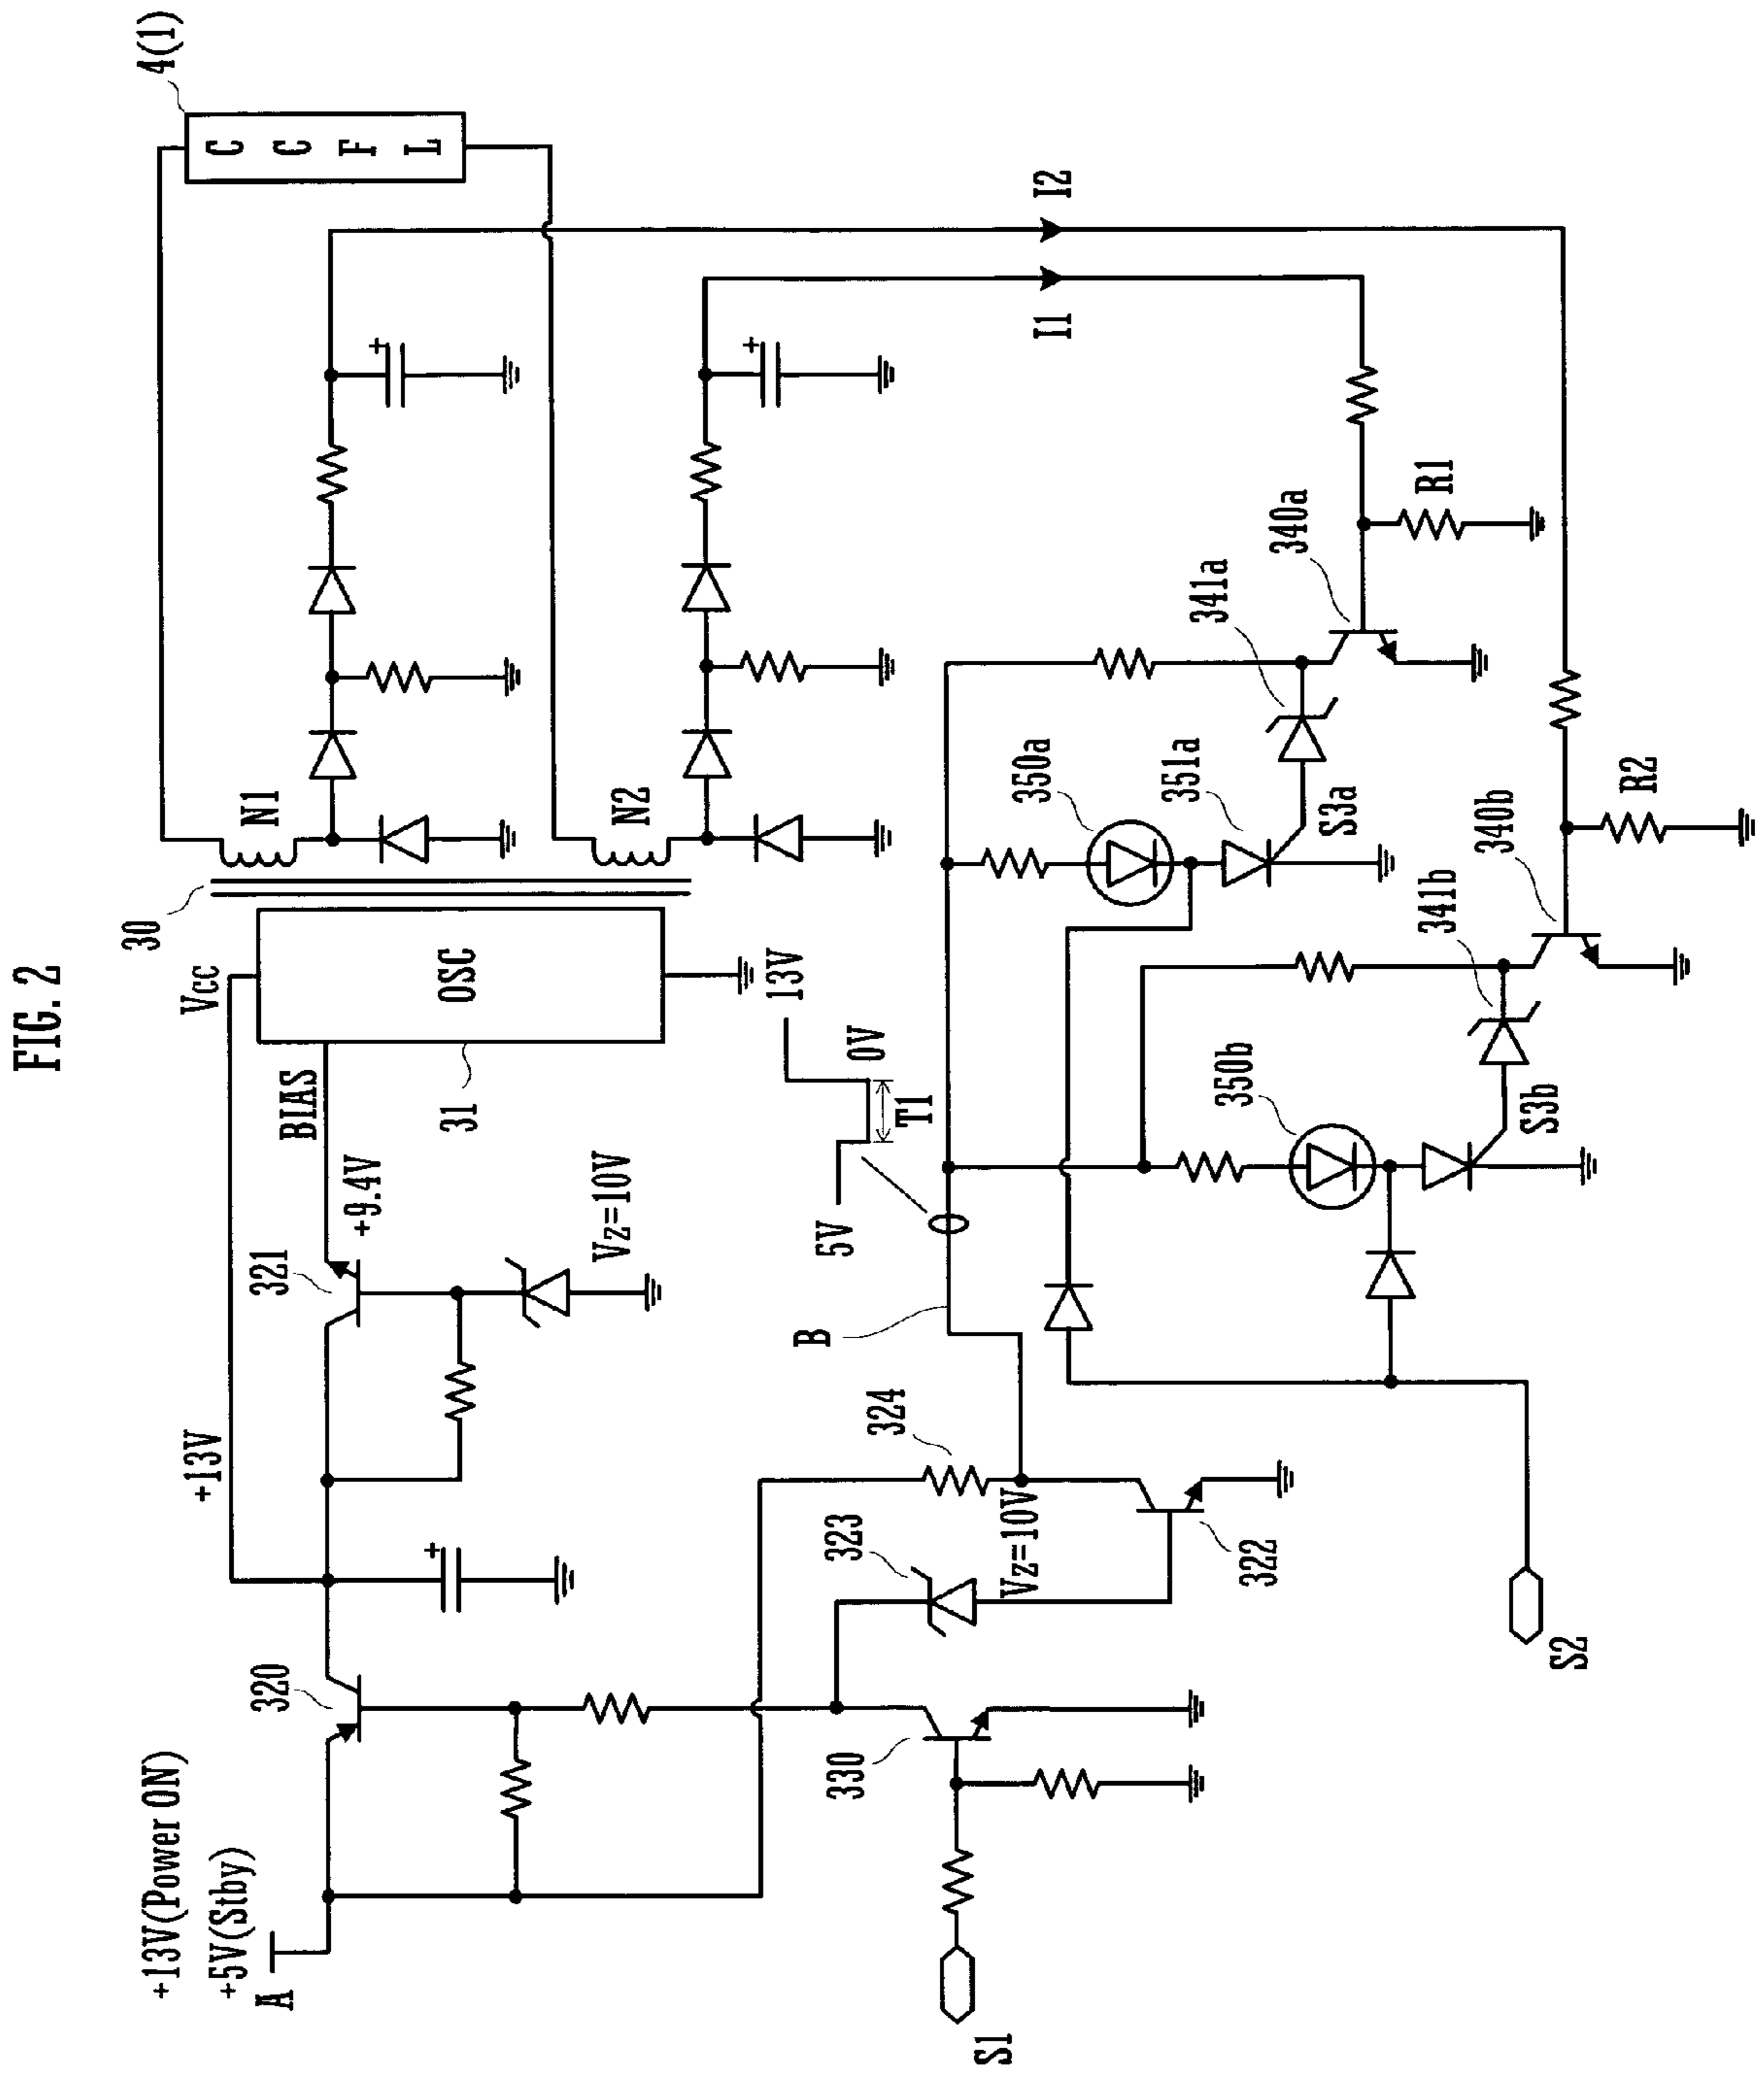 FIG. 2
+13V(Power ON)
+5V(Stby)
A
320
+13V
321
+9.4V
BIAS
Vz=10V
Vcc
OSC
31
30
N1
N2
CCFL
4(1)
I2
I1
S1
330
323
Vz=10V
322
324
B
5V
T1
0V
13V
S2
350a
351a
S3a
341a
340a
R1
350b
S3b
341b
340b
R2